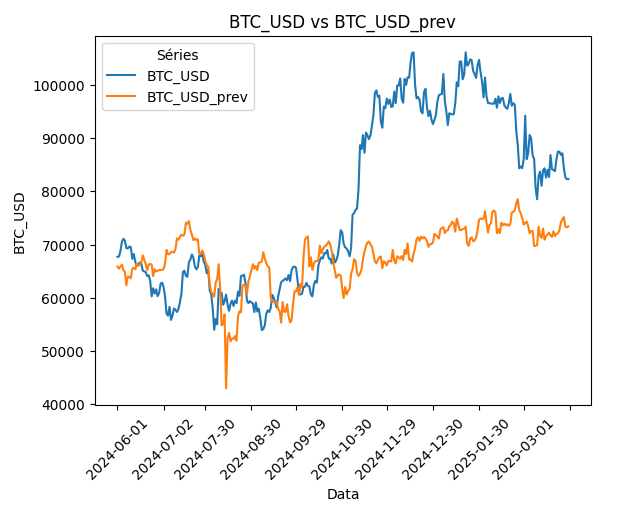 BTC_USD vs BTC_USD_prev
Séries
BTC_USD
BTC_USD_prev
100000
90000
80000
70000
60000
50000
40000
BTC_USD
2024-06-01
2024-07-02
2024-07-30
2024-08-30
2024-09-29
2024-10-30
2024-11-29
2024-12-30
2025-01-30
2025-03-01
Data